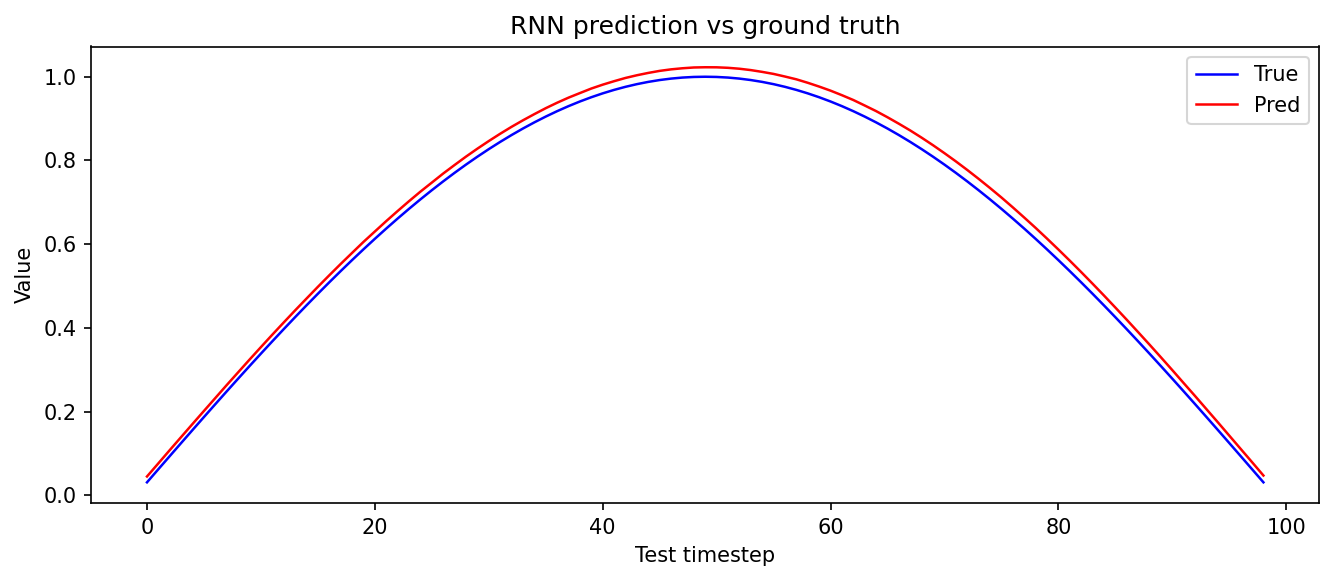 RNN prediction vs ground truth
True
Pred
Value
1.0
0.8
0.6
0.4
0.2
0.0
0 20 40 60 80 100
Test timestep